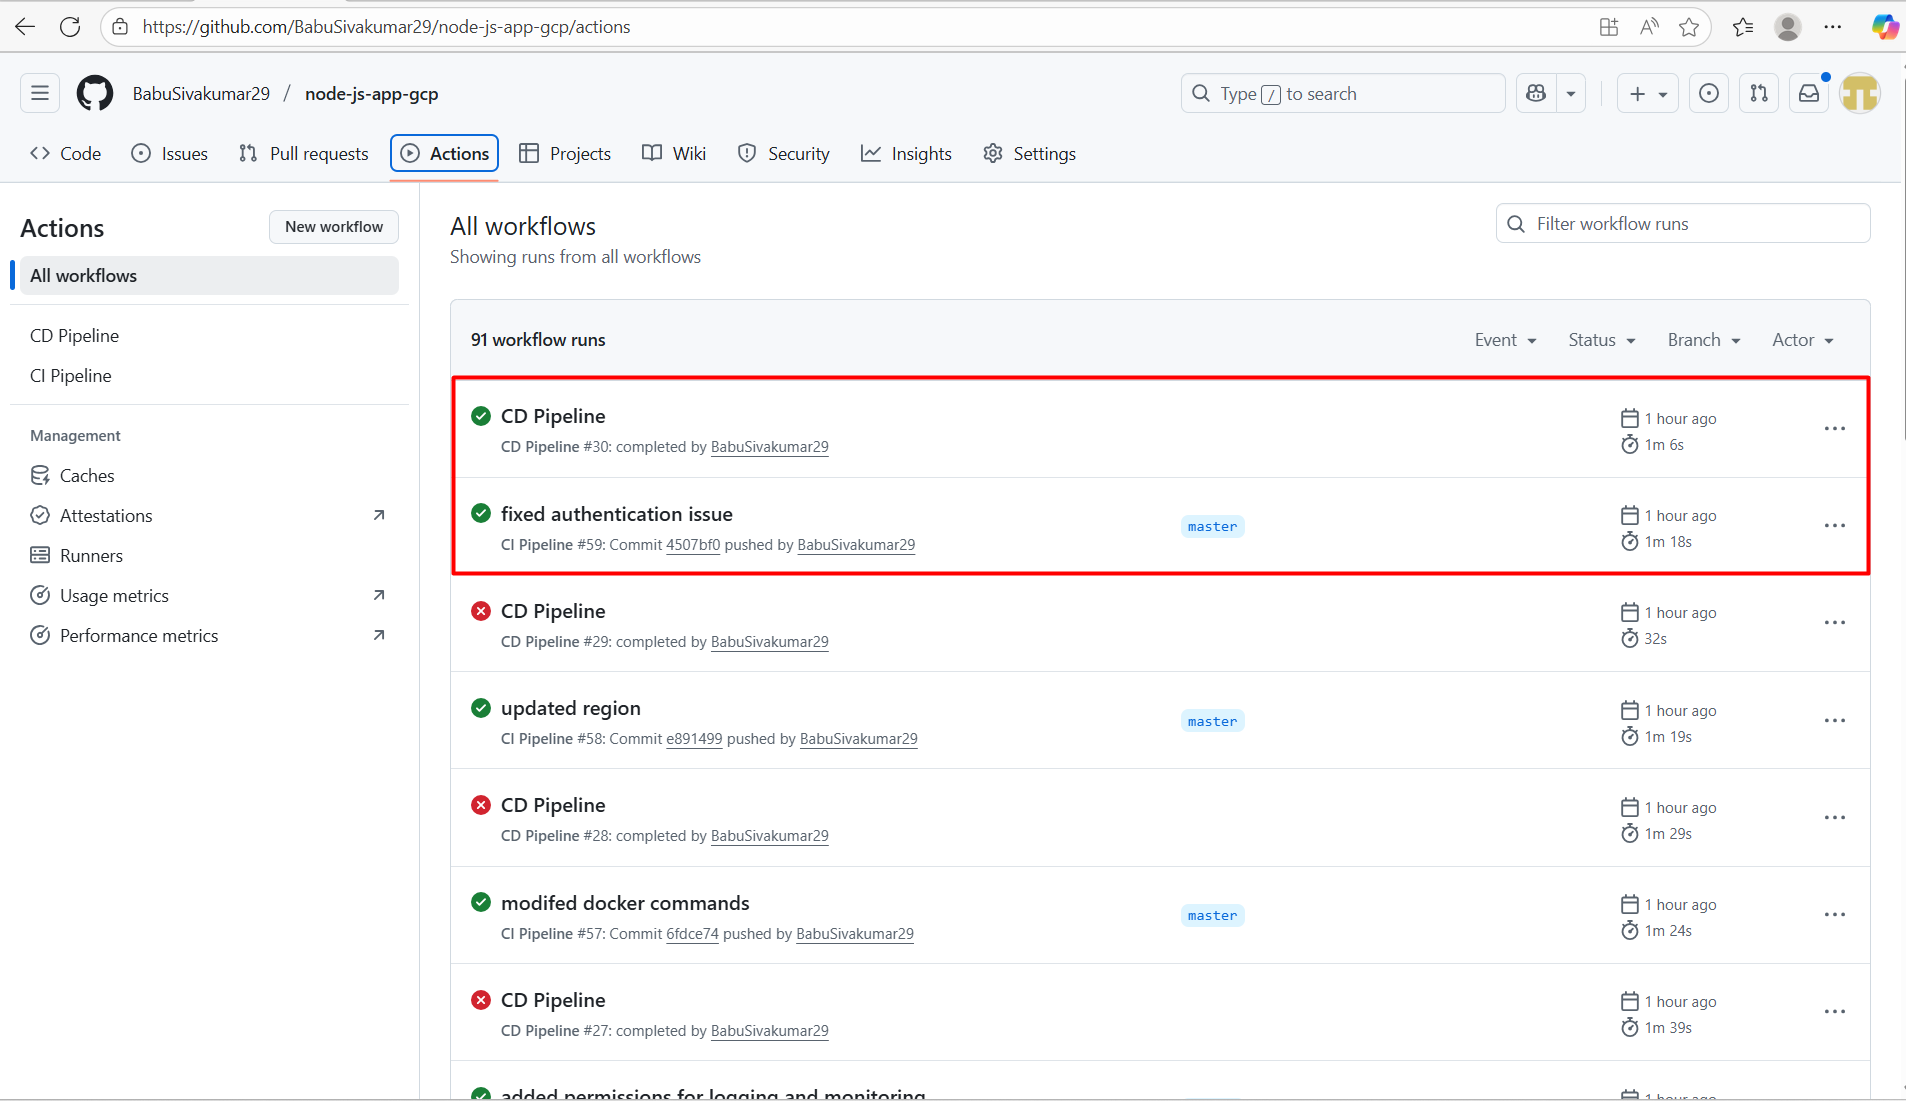 https://github.com/BabuSivakumar29/node-js-app-gcp/actions
BabuSivakumar29 / node-js-app-gcp
Type / to search
Code Issues Pull requests Actions Projects Wiki Security Insights Settings
Actions
New workflow
All workflows
CD Pipeline
CI Pipeline
Management
Caches
Attestations
Runners
Usage metrics
Performance metrics
All workflows
Showing runs from all workflows
Filter workflow runs
91 workflow runs
Event Status Branch Actor
CD Pipeline
CD Pipeline #30: completed by BabuSivakumar29
1 hour ago
1m 6s
fixed authentication issue
CI Pipeline #59: Commit 4507bf0 pushed by BabuSivakumar29
master
1 hour ago
1m 18s
CD Pipeline
CD Pipeline #29: completed by BabuSivakumar29
1 hour ago
32s
updated region
CI Pipeline #58: Commit e891499 pushed by BabuSivakumar29
master
1 hour ago
1m 19s
CD Pipeline
CD Pipeline #28: completed by BabuSivakumar29
1 hour ago
1m 29s
modifed docker commands
CI Pipeline #57: Commit 6fdce74 pushed by BabuSivakumar29
master
1 hour ago
1m 24s
CD Pipeline
CD Pipeline #27: completed by BabuSivakumar29
1 hour ago
1m 39s
added permissions for logging and monitoring
1 hour ago